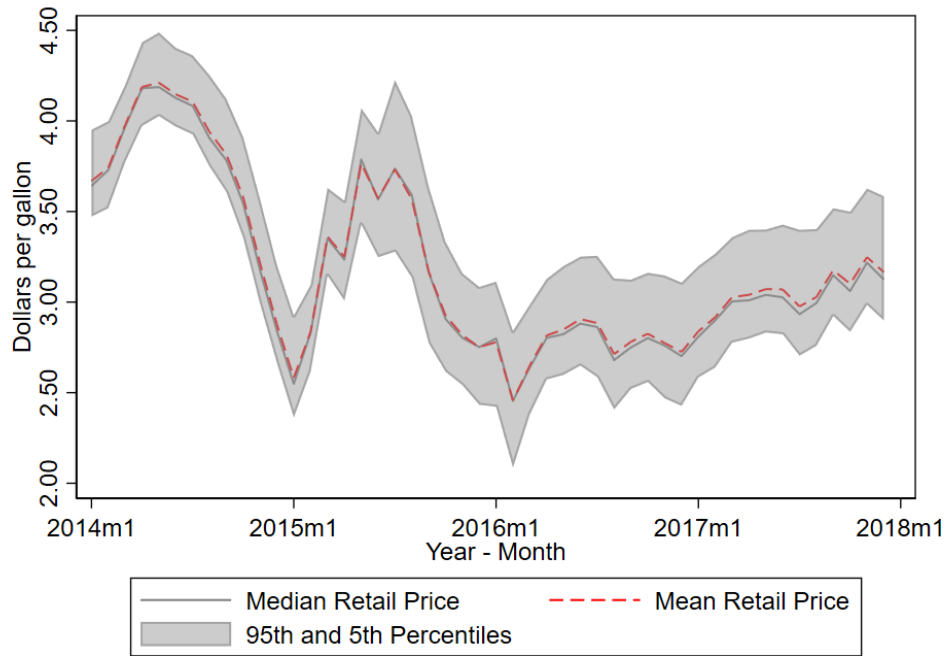 4.50
4.00
3.50
3.00
2.50
2.00
Dollars per gallon
2014m1 2015m1 2016m1 2017m1 2018m1
Year - Month
Median Retail Price Mean Retail Price
95th and 5th Percentiles